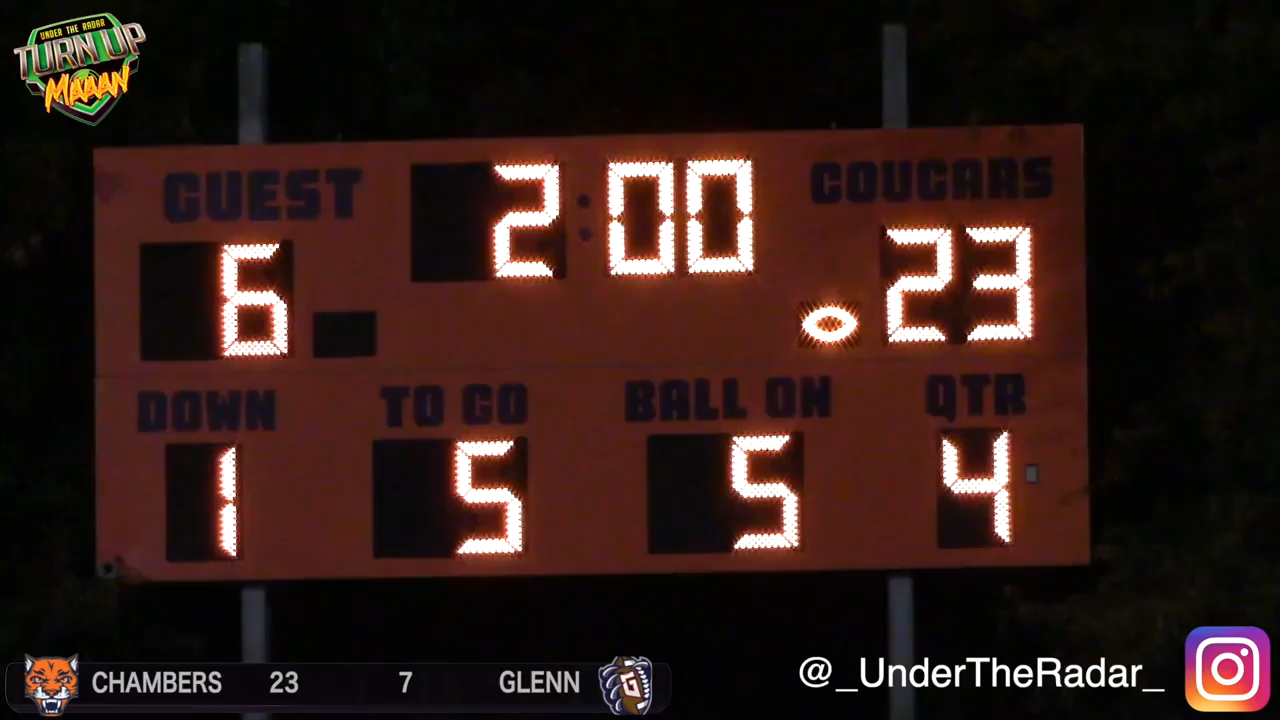 UNDER THE RADAR
TURN UP
MAAAN
GUEST
2:00
COUGARS
6
23
DOWN
TO GO
BALL ON
QTR
1
5
5
4
CHAMBERS 23 7 GLENN
G
@_UnderTheRadar_